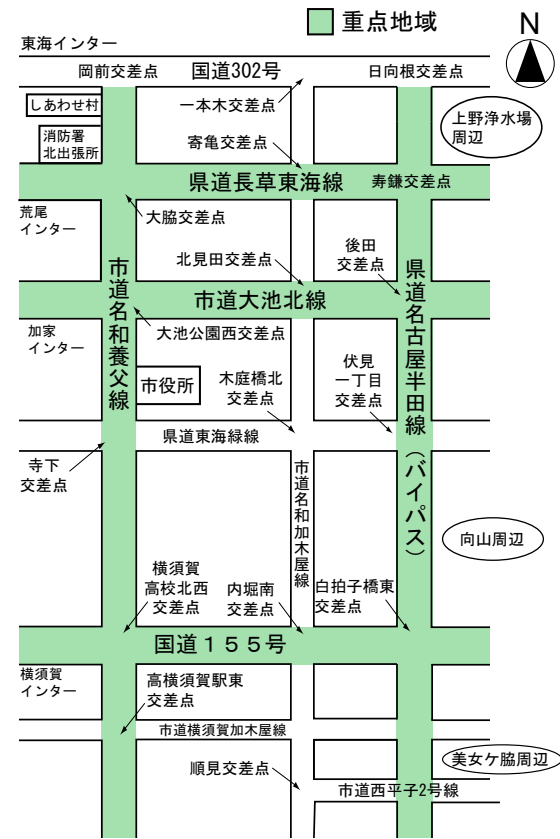 重点地域
N
東海インター
岡前交差点
国道302号
日向根交差点
しあわせ村
一本木交差点
上野浄水場
周辺
消防署
北出張所
寄亀交差点
県道長草東海線
寿鎌交差点
荒尾
インター
大脇交差点
北見田交差点
後田
交差点
市道名和養父線
市道大池北線
県道名古屋半田線(バイパス)
加家
インター
大池公園西交差点
市役所
木庭橋北
交差点
伏見
一丁目
交差点
県道東海緑線
寺下
交差点
市道名和加木屋線
向山周辺
横須賀
高校北西
交差点
内堀南
交差点
白拍子橋東
交差点
国道155号
横須賀
インター
高横須賀駅東
交差点
市道横須賀加木屋線
順見交差点
美女ケ脇周辺
市道西平子2号線